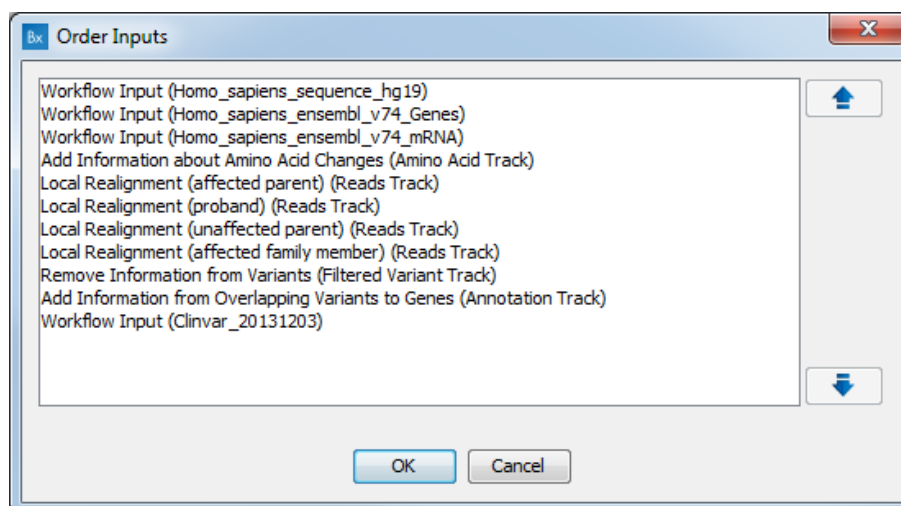 Bx Order Inputs
Workflow Input (Homo_sapiens_sequence_hg19)
Workflow Input (Homo_sapiens_ensembl_v74_Genes)
Workflow Input (Homo_sapiens_ensembl_v74_mRNA)
Add Information about Amino Acid Changes (Amino Acid Track)
Local Realignment (affected parent) (Reads Track)
Local Realignment (proband) (Reads Track)
Local Realignment (unaffected parent) (Reads Track)
Local Realignment (affected family member) (Reads Track)
Remove Information from Variants (Filtered Variant Track)
Add Information from Overlapping Variants to Genes (Annotation Track)
Workflow Input (Clinvar_20131203)
OK Cancel